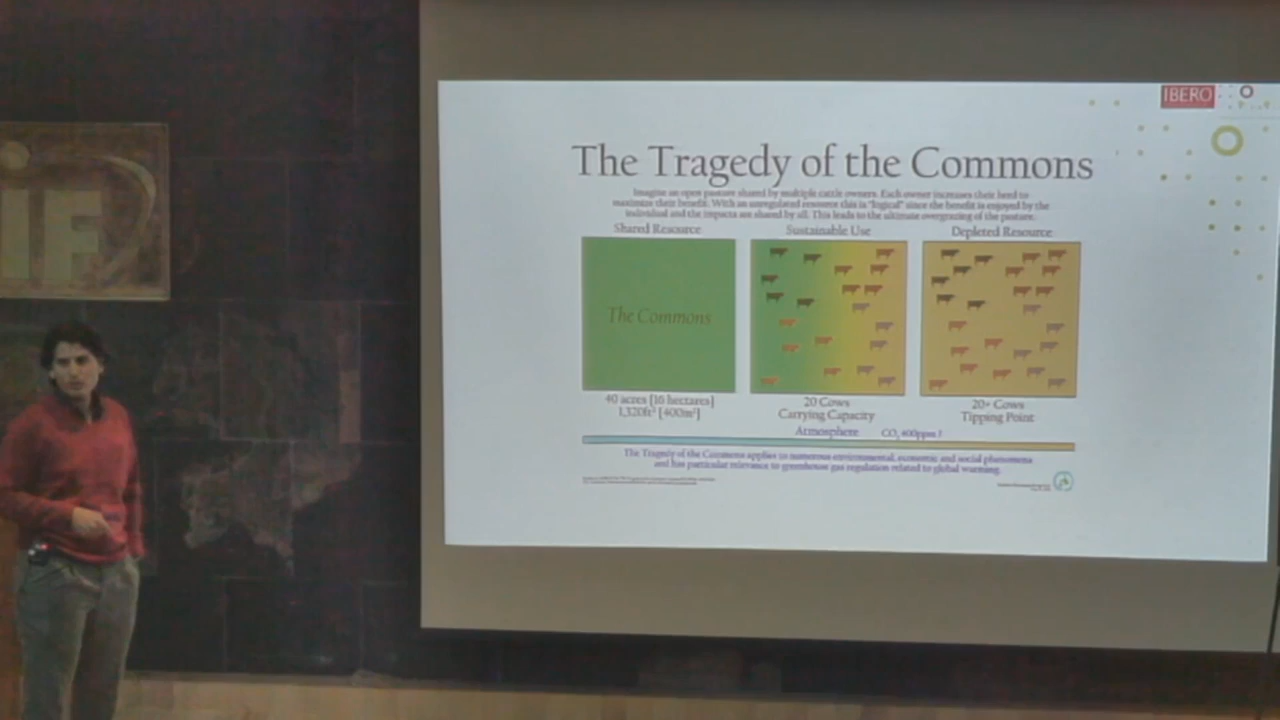 IBERO
iF
The Tragedy of the Commons
Imagine an open pasture shared by multiple cattle owners. Each owner increases their herd to
maximize their benefit. With an unregulated resource this is "logical" since the benefit is enjoyed by the
individual and the impacts are shared by all. This leads to the ultimate overgrazing of the pasture.
Shared Resource
Sustainable Use
Depleted Resource
The Commons
40 acres [16 hectares]
1,320ft² [400m²]
20 Cows
Carrying Capacity
20+ Cows
Tipping Point
Atmosphere
CO₂ 400ppm !
The Tragedy of the Commons applies to numerous environmental, economic and social phenomena
and has particular relevance to greenhouse gas regulation related to global warming.